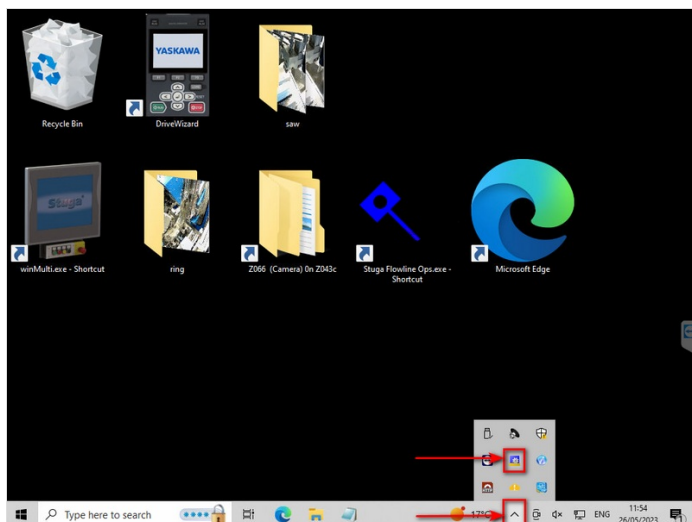 YASKAWA
Recycle Bin
DriveWizard
saw
Stuga
winMulti.exe - Shortcut
ring
Z066 (Camera) 0n Z043c
Stuga Flowline Ops.exe -
Shortcut
Microsoft Edge
Type here to search
17°C
ENG
11:54
26/05/2023